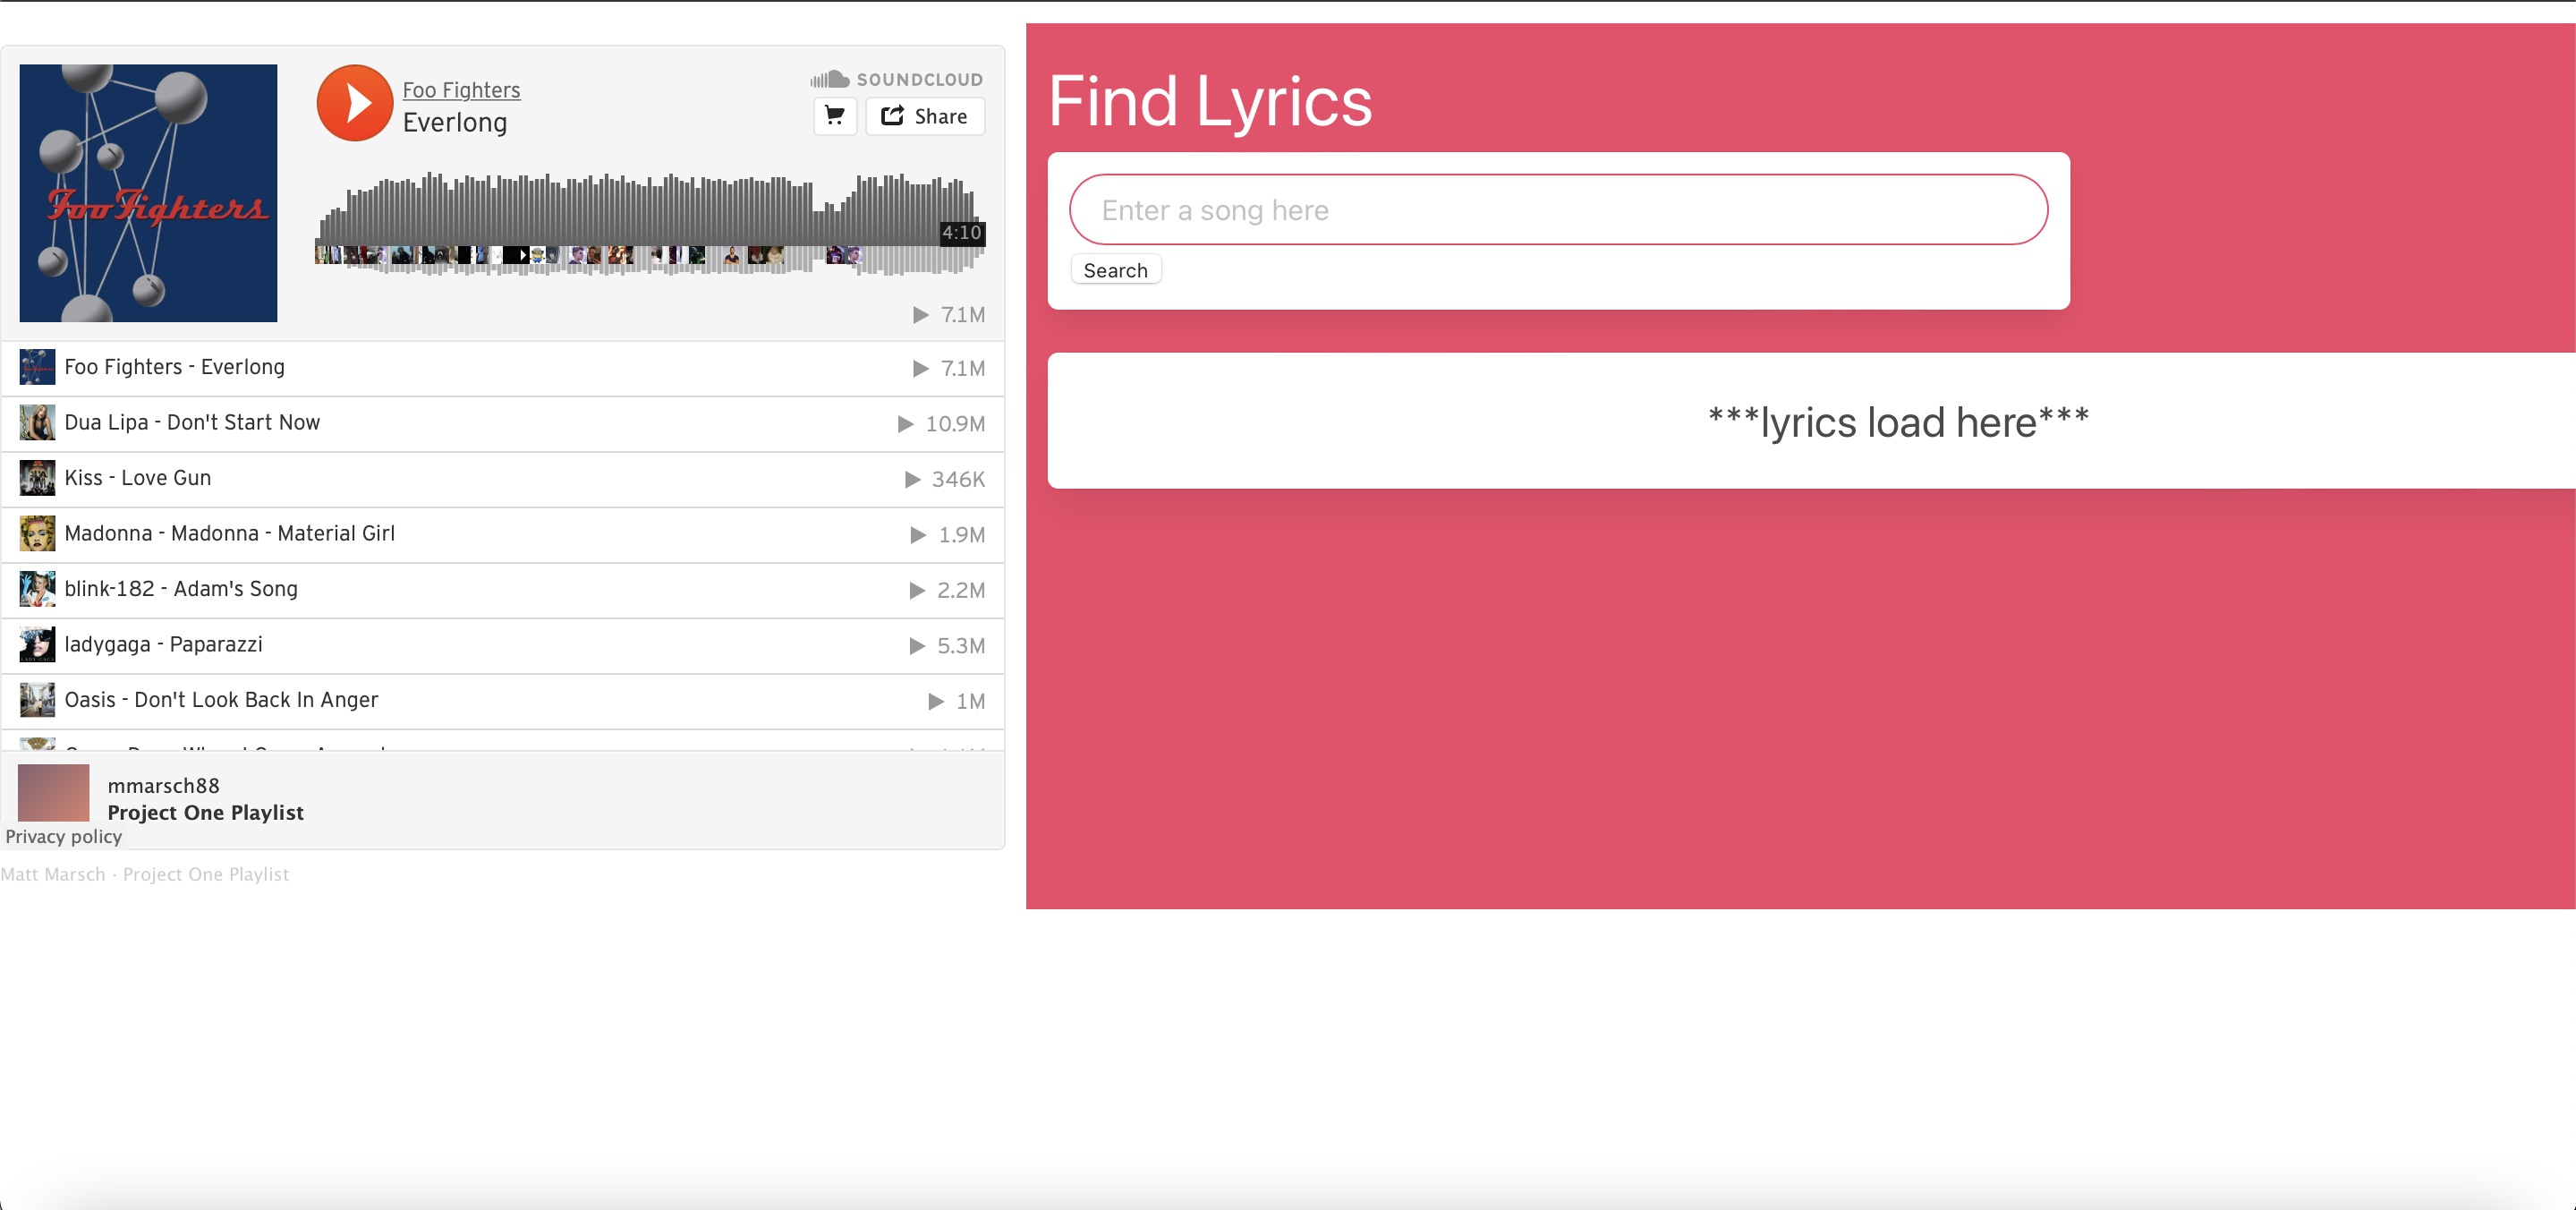 Foo Fighters
Foo Fighters
Everlong
SOUNDCLOUD
Share
4:10
7.1M
Foo Fighters - Everlong 7.1M
Dua Lipa - Don't Start Now 10.9M
Kiss - Love Gun 346K
Madonna - Madonna - Material Girl 1.9M
blink-182 - Adam's Song 2.2M
ladygaga - Paparazzi 5.3M
Oasis - Don't Look Back In Anger 1M
mmarsch88
Project One Playlist
Privacy policy
Matt Marsch · Project One Playlist
Find Lyrics
Enter a song here
Search
***lyrics load here***